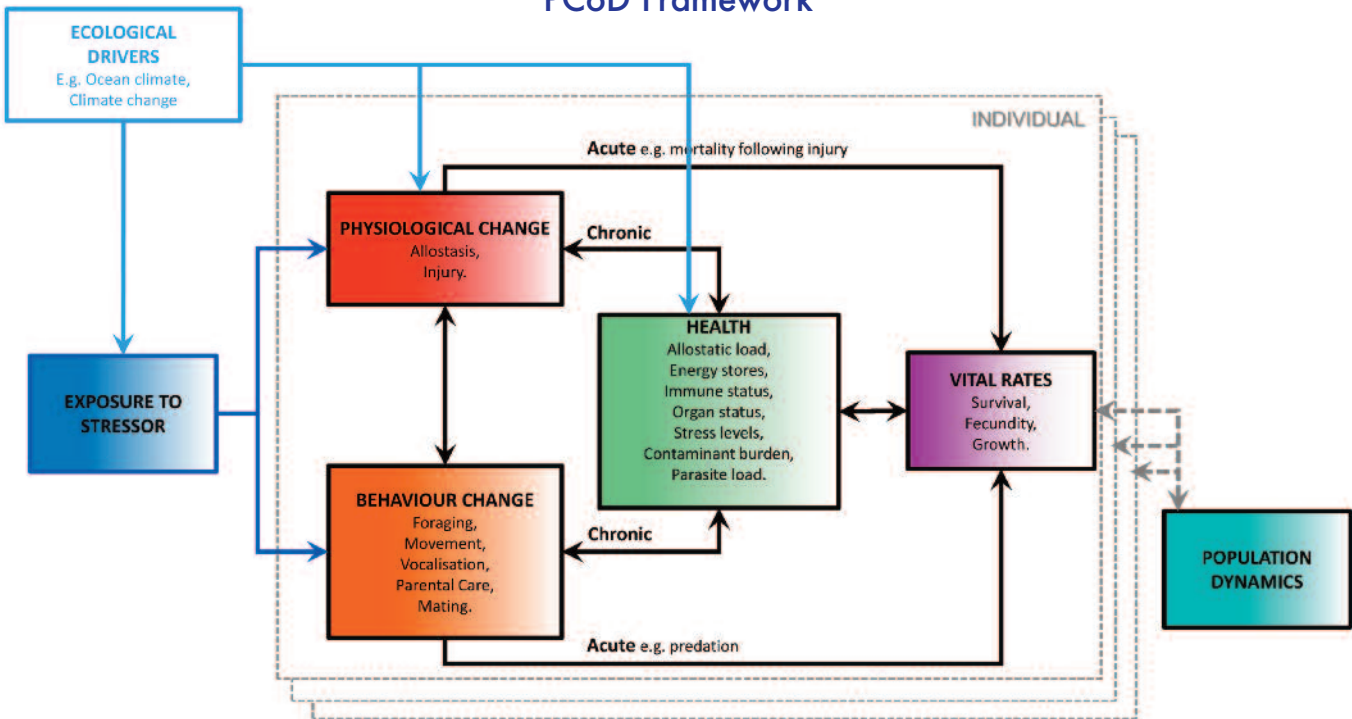 PCoD Framework
ECOLOGICAL
DRIVERS
E.g. Ocean climate,
Climate change
INDIVIDUAL
Acute e.g. mortality following injury
PHYSIOLOGICAL CHANGE
Allostasis,
Injury.
Chronic
HEALTH
Allostatic load,
Energy stores,
Immune status,
Organ status,
Stress levels,
Contaminant burden,
Parasite load.
VITAL RATES
Survival,
Fecundity,
Growth.
EXPOSURE TO
STRESSOR
BEHAVIOUR CHANGE
Foraging,
Movement,
Vocalisation,
Parental Care,
Mating.
Chronic
POPULATION
DYNAMICS
Acute e.g. predation